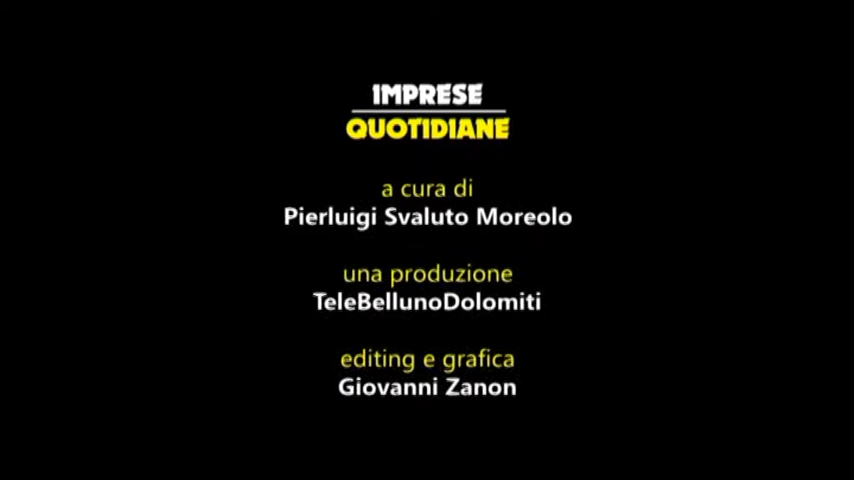 IMPRESE
QUOTIDIANE
a cura di
Pierluigi Svaluto Moreolo
una produzione
TeleBellunoDolomiti
editing e grafica
Giovanni Zanon